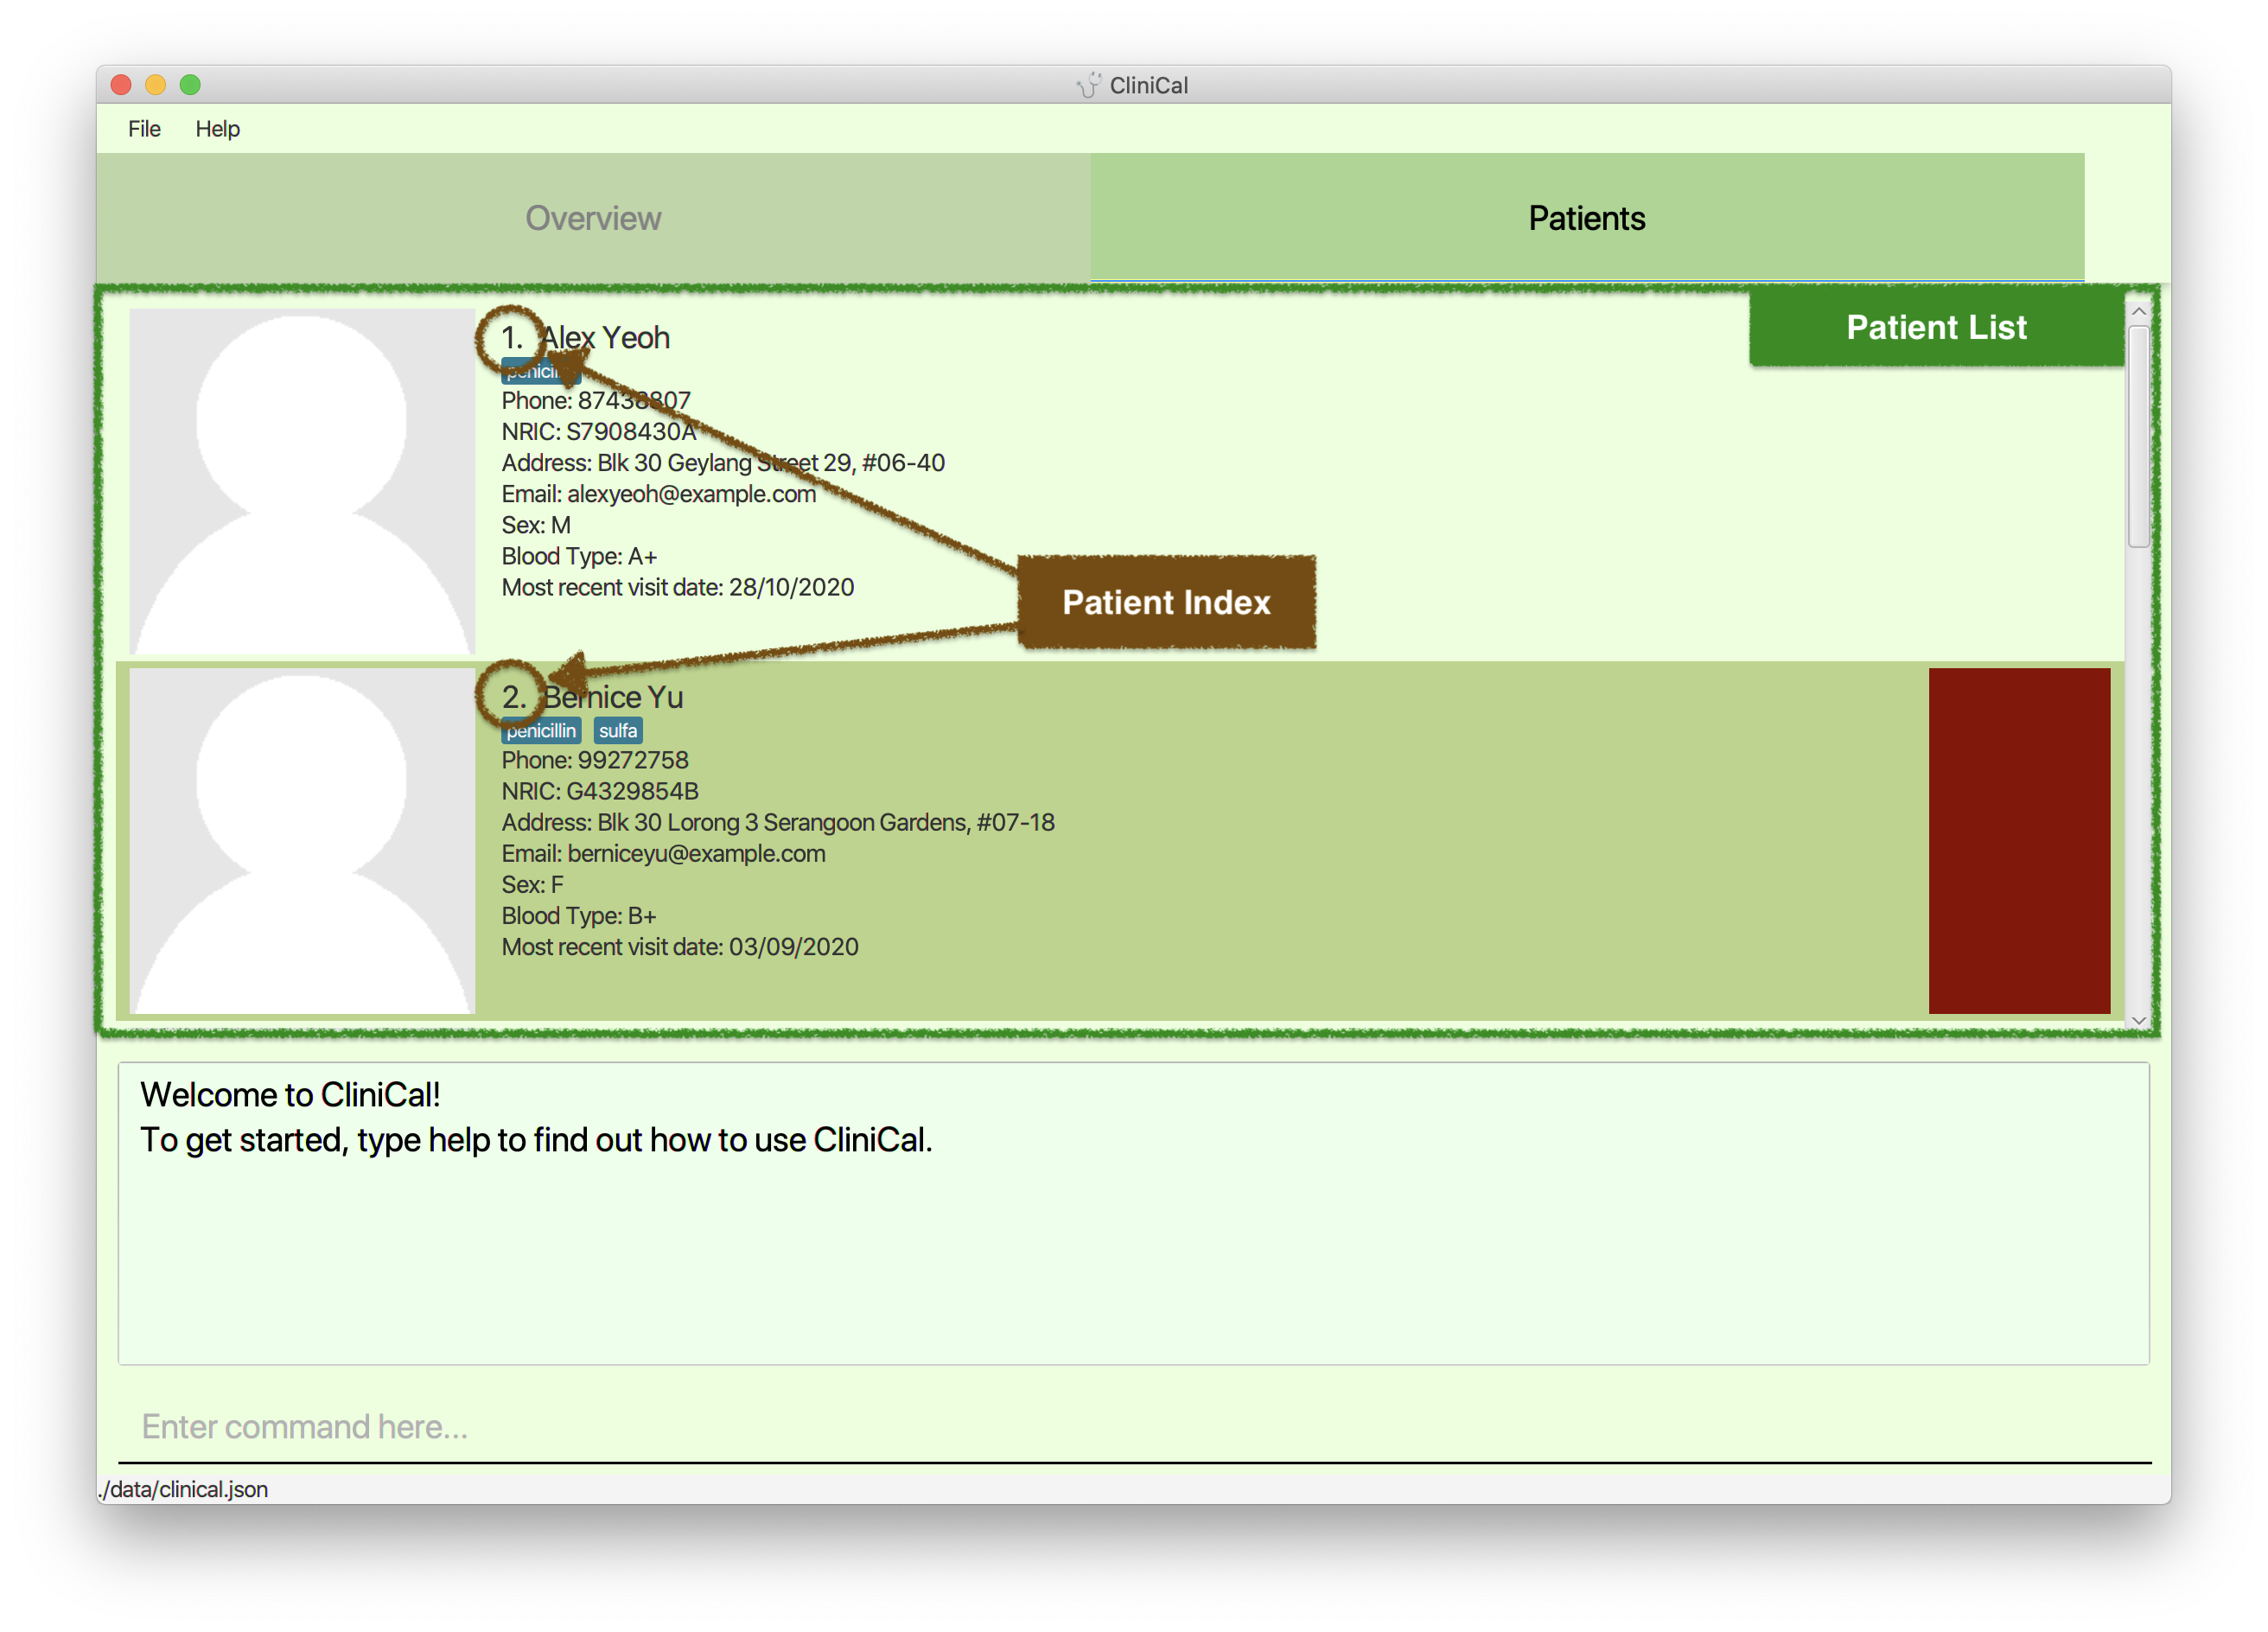 CliniCal
File Help
Overview Patients
Patient List
1. Alex Yeoh
penicillin
Phone: 87438807
NRIC: S7908430A
Address: Blk 30 Geylang Street 29, #06-40
Email: alexyeoh@example.com
Sex: M
Blood Type: A+
Most recent visit date: 28/10/2020
Patient Index
2. Bernice Yu
penicillin sulfa
Phone: 99272758
NRIC: G4329854B
Address: Blk 30 Lorong 3 Serangoon Gardens, #07-18
Email: berniceyu@example.com
Sex: F
Blood Type: B+
Most recent visit date: 03/09/2020
Welcome to CliniCal!
To get started, type help to find out how to use CliniCal.
Enter command here...
./data/clinical.json